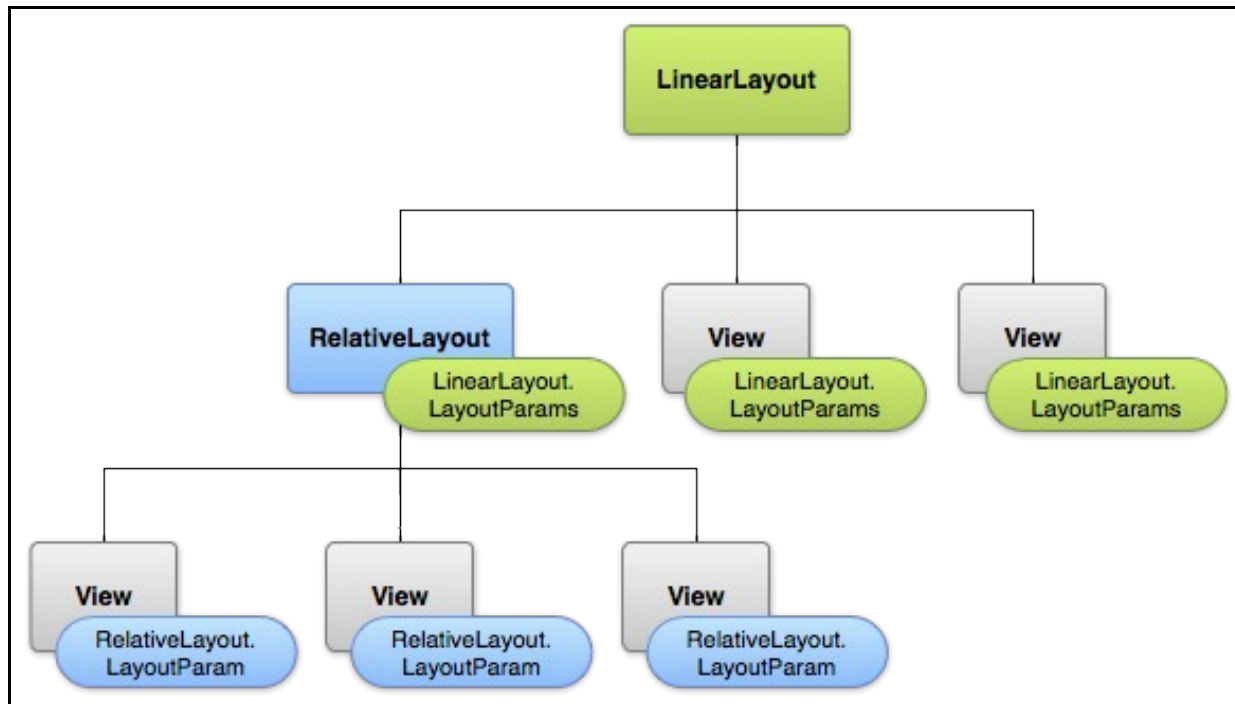 LinearLayout
RelativeLayout
LinearLayout.
LayoutParams
View
LinearLayout.
LayoutParams
View
LinearLayout.
LayoutParams
View
RelativeLayout.
LayoutParam
View
RelativeLayout.
LayoutParam
View
RelativeLayout.
LayoutParam